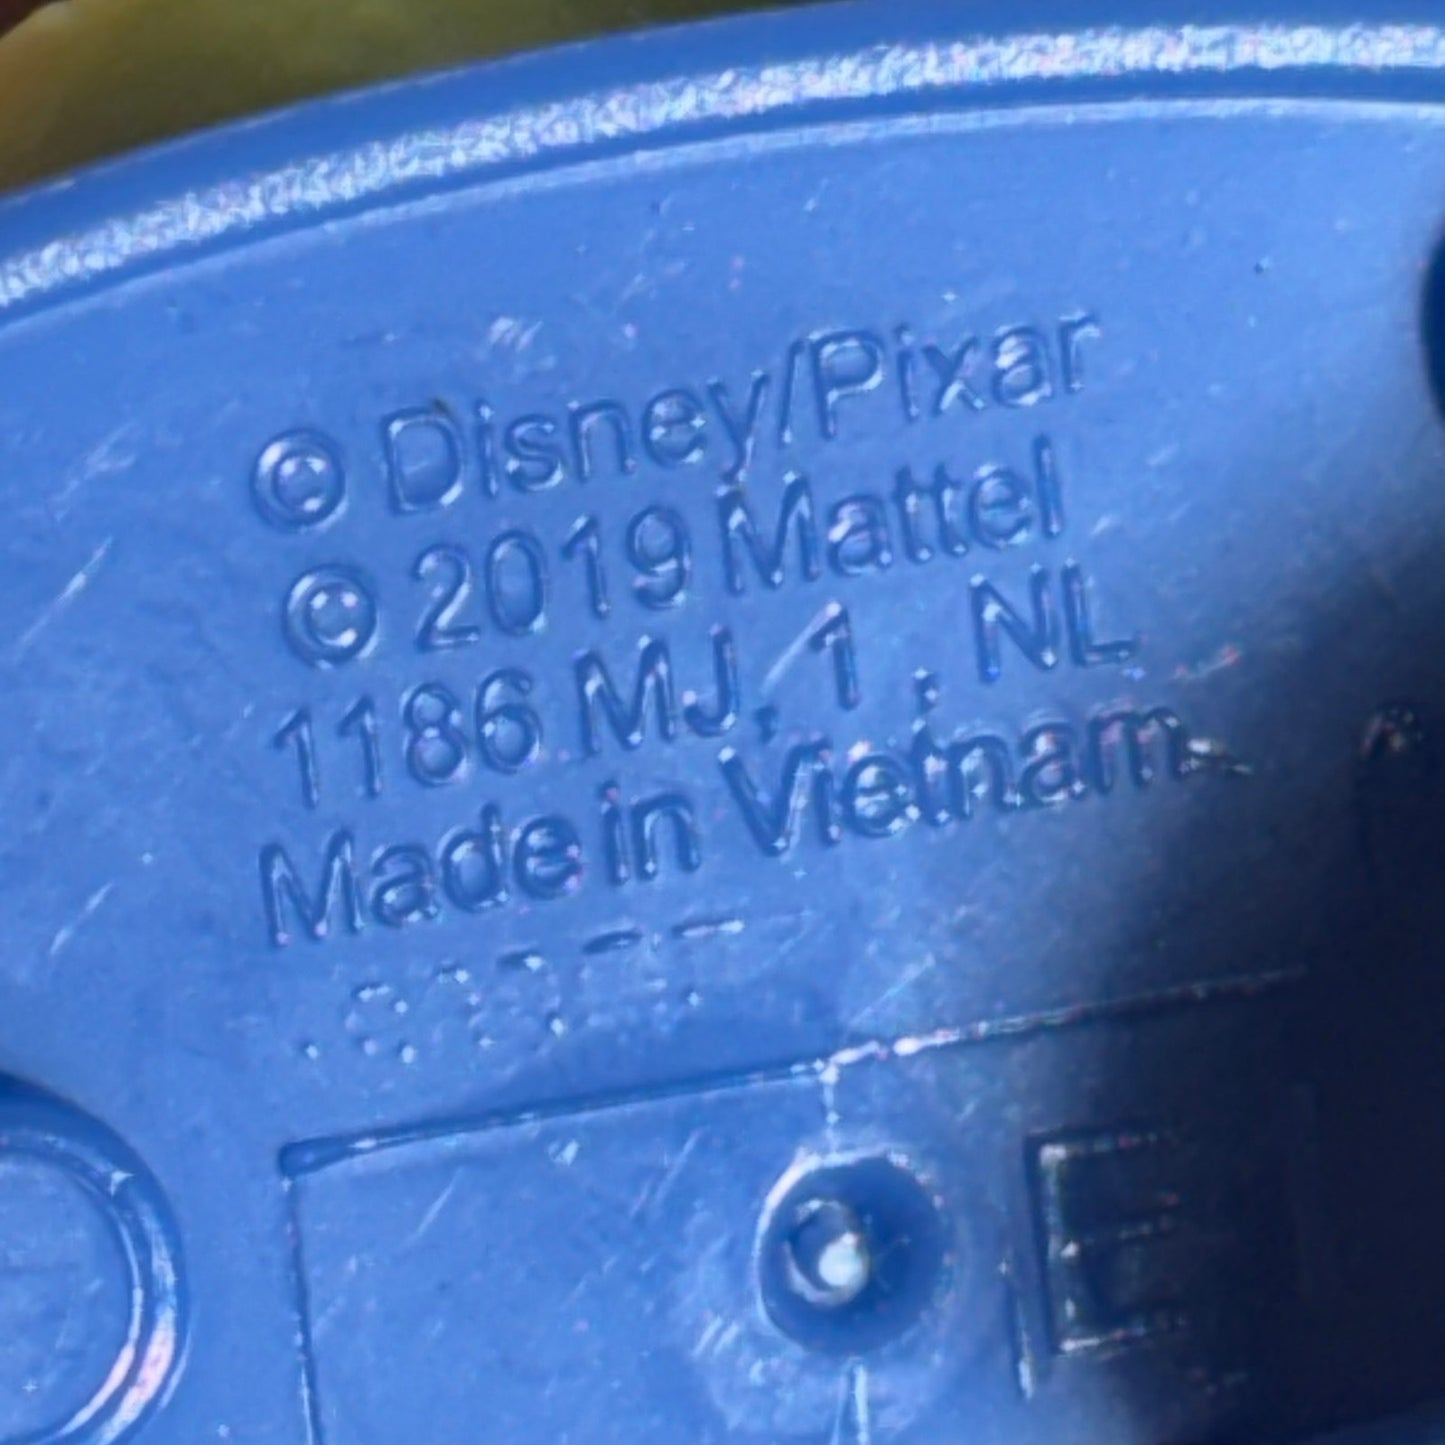 © Disney/Pixar
© 2019 Mattel
1186 MJ, 1 , NL
Made in Vietnam
E